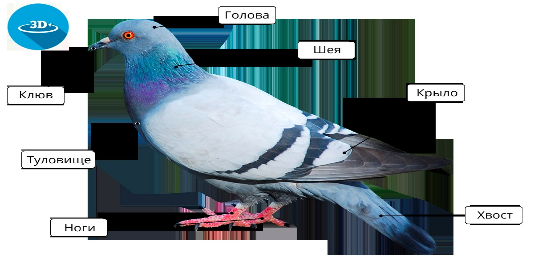 3D
Голова
Шея
Клюв
Крыло
Туловище
Хвост
Ноги